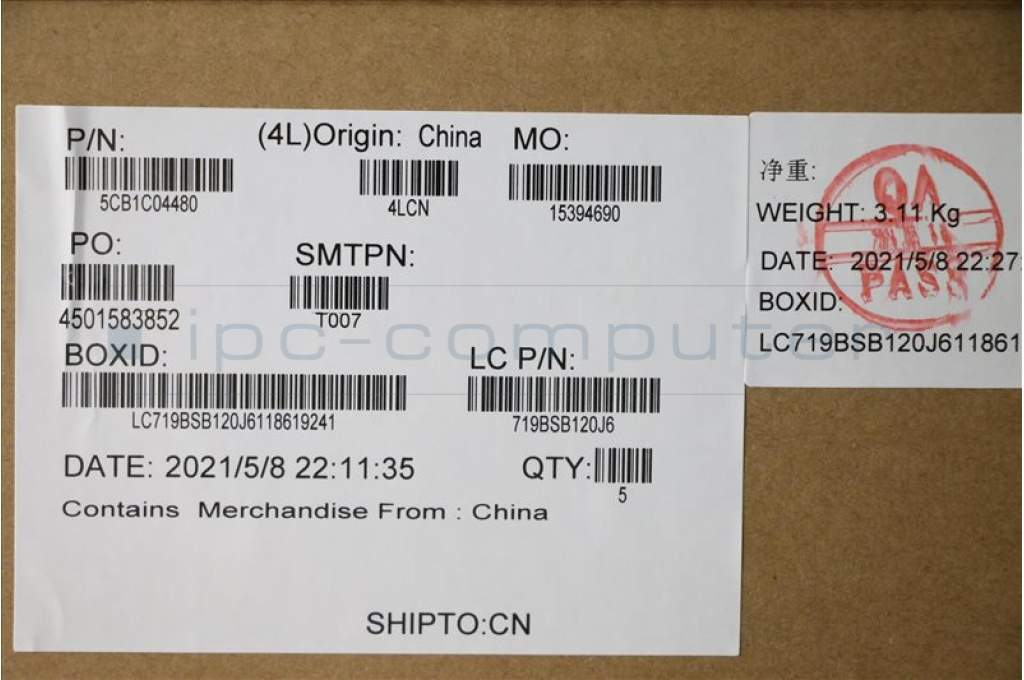 P/N: (4L)Origin: China MO:
5CB1C04480 4LCN 15394690
PO: SMTPN:
4501583852 T007
BOXID: LC P/N:
LC719BSB120J6118619241 719BSB120J6
DATE: 2021/5/8 22:11:35 QTY:
5
Contains Merchandise From : China
SHIPTO:CN
净重:
WEIGHT: 3.11 Kg
DATE: 2021/5/8 22:27:
BOXID:
LC719BSB120J611861
QA
PASS
ipc-computer